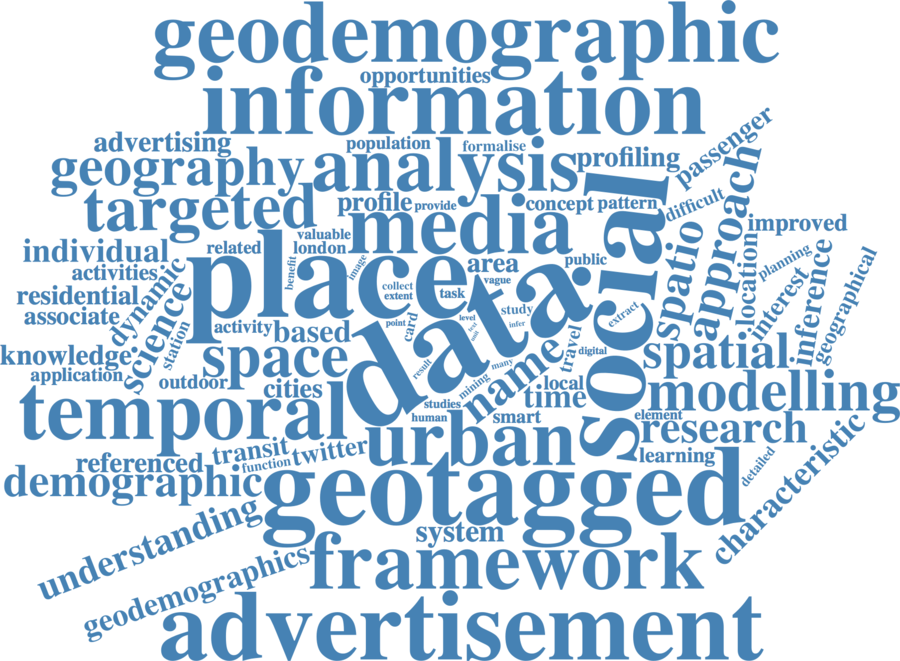 geodemographic
opportunities
information
advertising
population
formalise
passenger
geography
analysis
profiling
targeted
profile
provide
concept
pattern
difficult
approach
media
social
improved
individual
related
valuable
london
benefit
image
public
spatio
location
planning
activities
place
area
vague
collect
extent
task
data
interest
inference
geographical
residential
associate
dynamic
science
station
activity
based
point
card
level
test
unit
study
infer
extract
knowledge
application
outdoor
space
cities
result
mining
many
name
travel
digital
spatial
local
time
temporal
studies
human
smart
modelling
element
research
learning
detailed
characteristic
referenced
transit
function
twitter
urban
demographic
geotagged
understanding
system
geodemographics
framework
advertisement